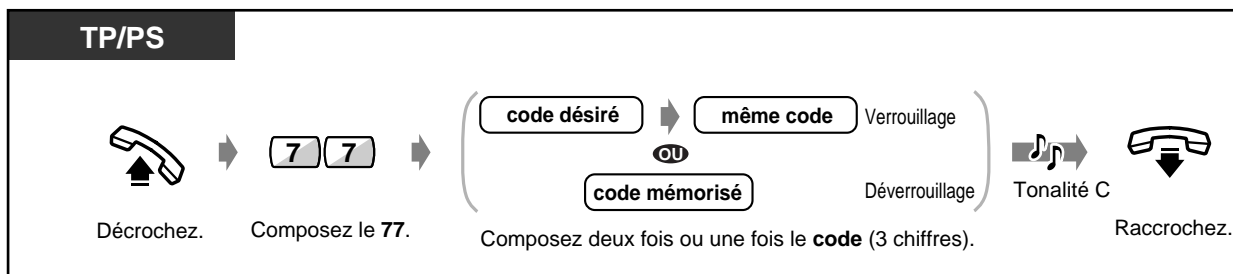 TP/PS
code désiré
même code
Verrouillage
7 7
OU
code mémorisé
Déverrouillage
Tonalité C
Décrochez.
Composez le 77.
Composez deux fois ou une fois le code (3 chiffres).
Raccrochez.